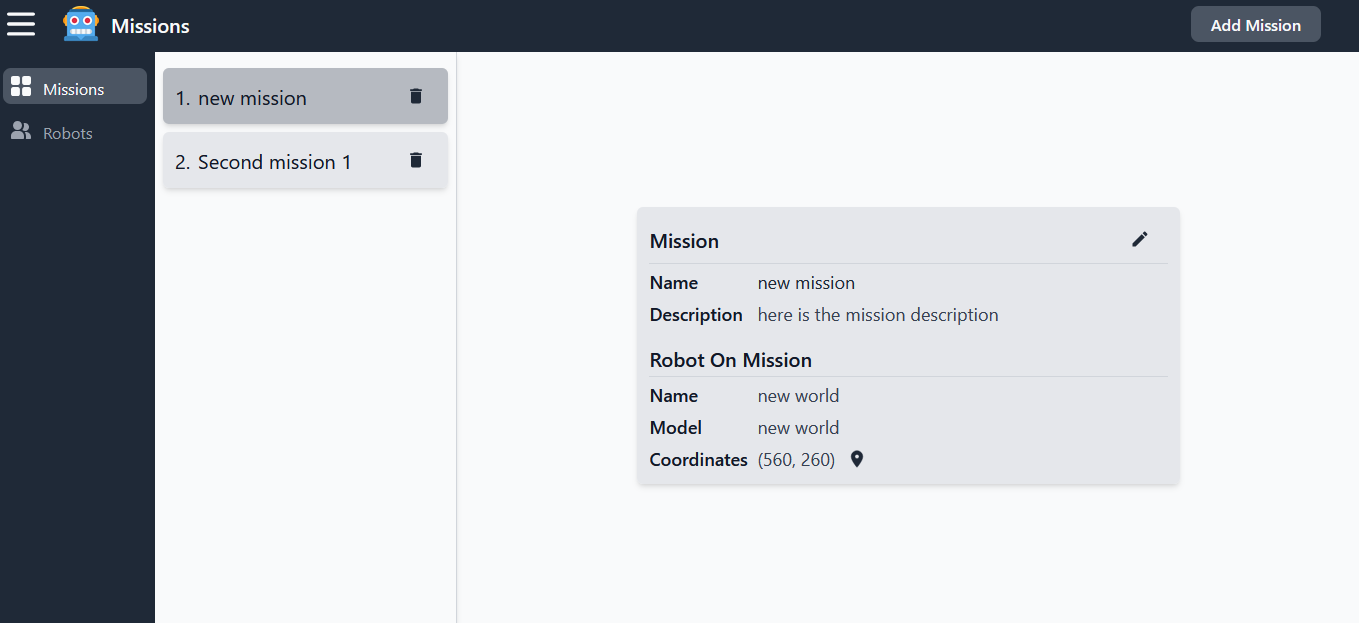 Missions
Add Mission
Missions
Robots
1. new mission
2. Second mission 1
Mission
Name new mission
Description here is the mission description
Robot On Mission
Name new world
Model new world
Coordinates (560, 260)